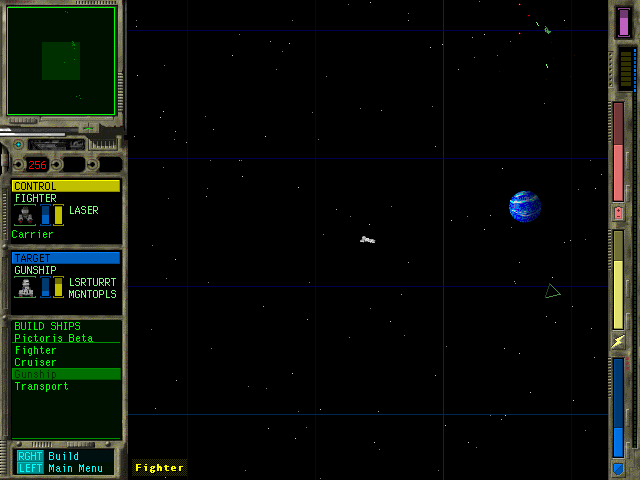 256
CONTROL
FIGHTER
LASER
Carrier
TARGET
GUNSHIP
LSRTURRT
MGNTOPLS
BUILD SHIPS
Pictoris Beta
Fighter
Cruiser
Gunship
Transport
RGHT Build
LEFT Main Menu
Fighter